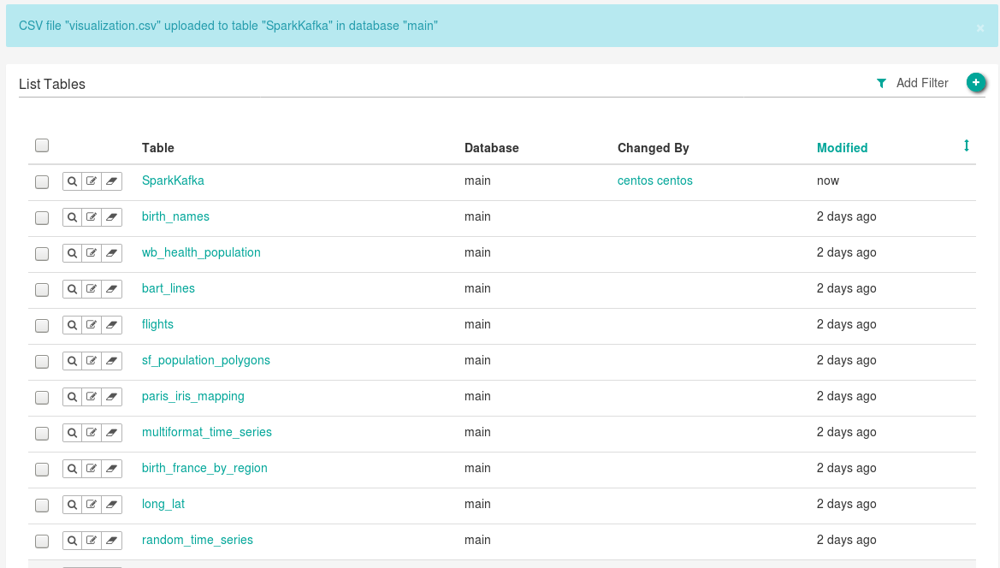 CSV file "visualization.csv" uploaded to table "SparkKafka" in database "main" ×
List Tables Add Filter +
Table Database Changed By Modified
SparkKafka main centos centos now
birth_names main 2 days ago
wb_health_population main 2 days ago
bart_lines main 2 days ago
flights main 2 days ago
sf_population_polygons main 2 days ago
paris_iris_mapping main 2 days ago
multiformat_time_series main 2 days ago
birth_france_by_region main 2 days ago
long_lat main 2 days ago
random_time_series main 2 days ago